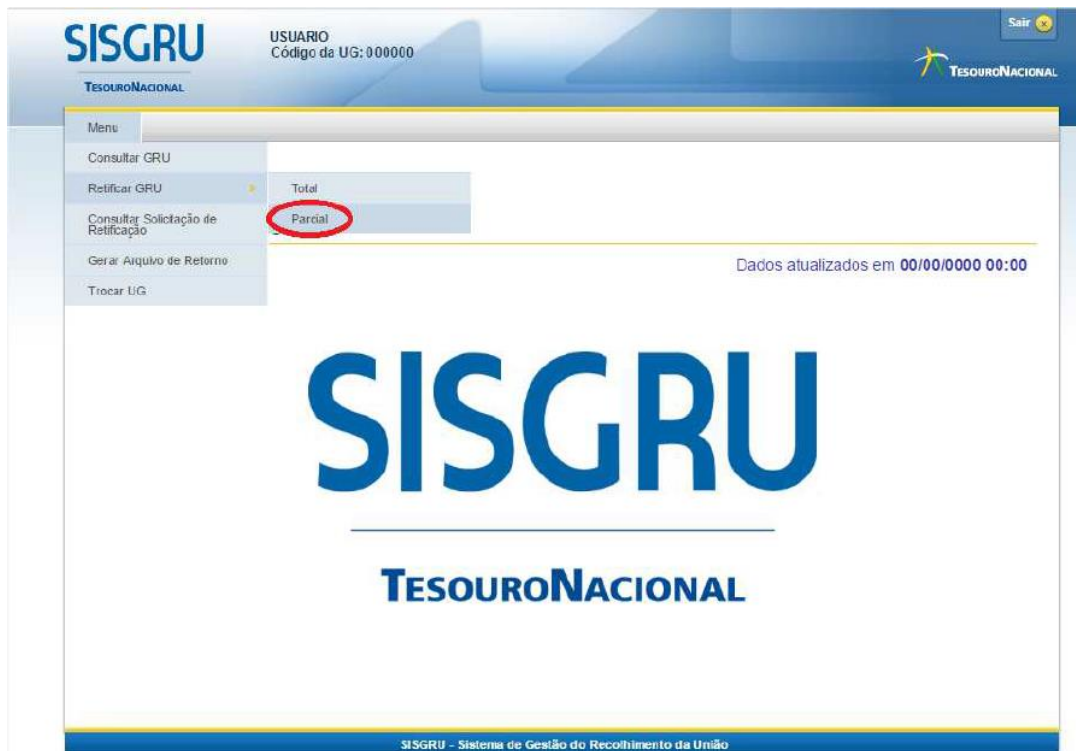 SISGRU
TESOURONACIONAL
USUARIO
Código da UG: 000000
Sair
TESOURONACIONAL
Menu
Consultar GRU
Retificar GRU
Total
Consultar Solicitação de
Retificação
Parcial
Gerar Arquivo de Retorno
Dados atualizados em 00/00/0000 00:00
Trocar UG
SISGRU
TESOURONACIONAL
SISGRU - Sistema de Gestão do Recolhimento da União